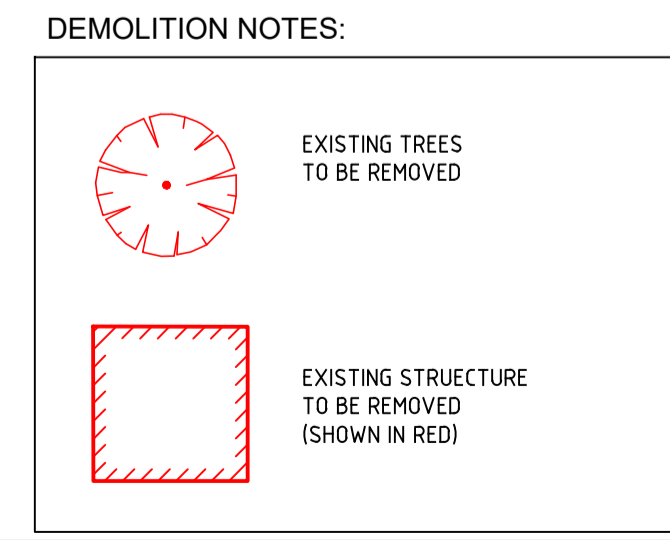 DEMOLITION NOTES:
EXISTING TREES
TO BE REMOVED
EXISTING STRUECTURE
TO BE REMOVED
(SHOWN IN RED)